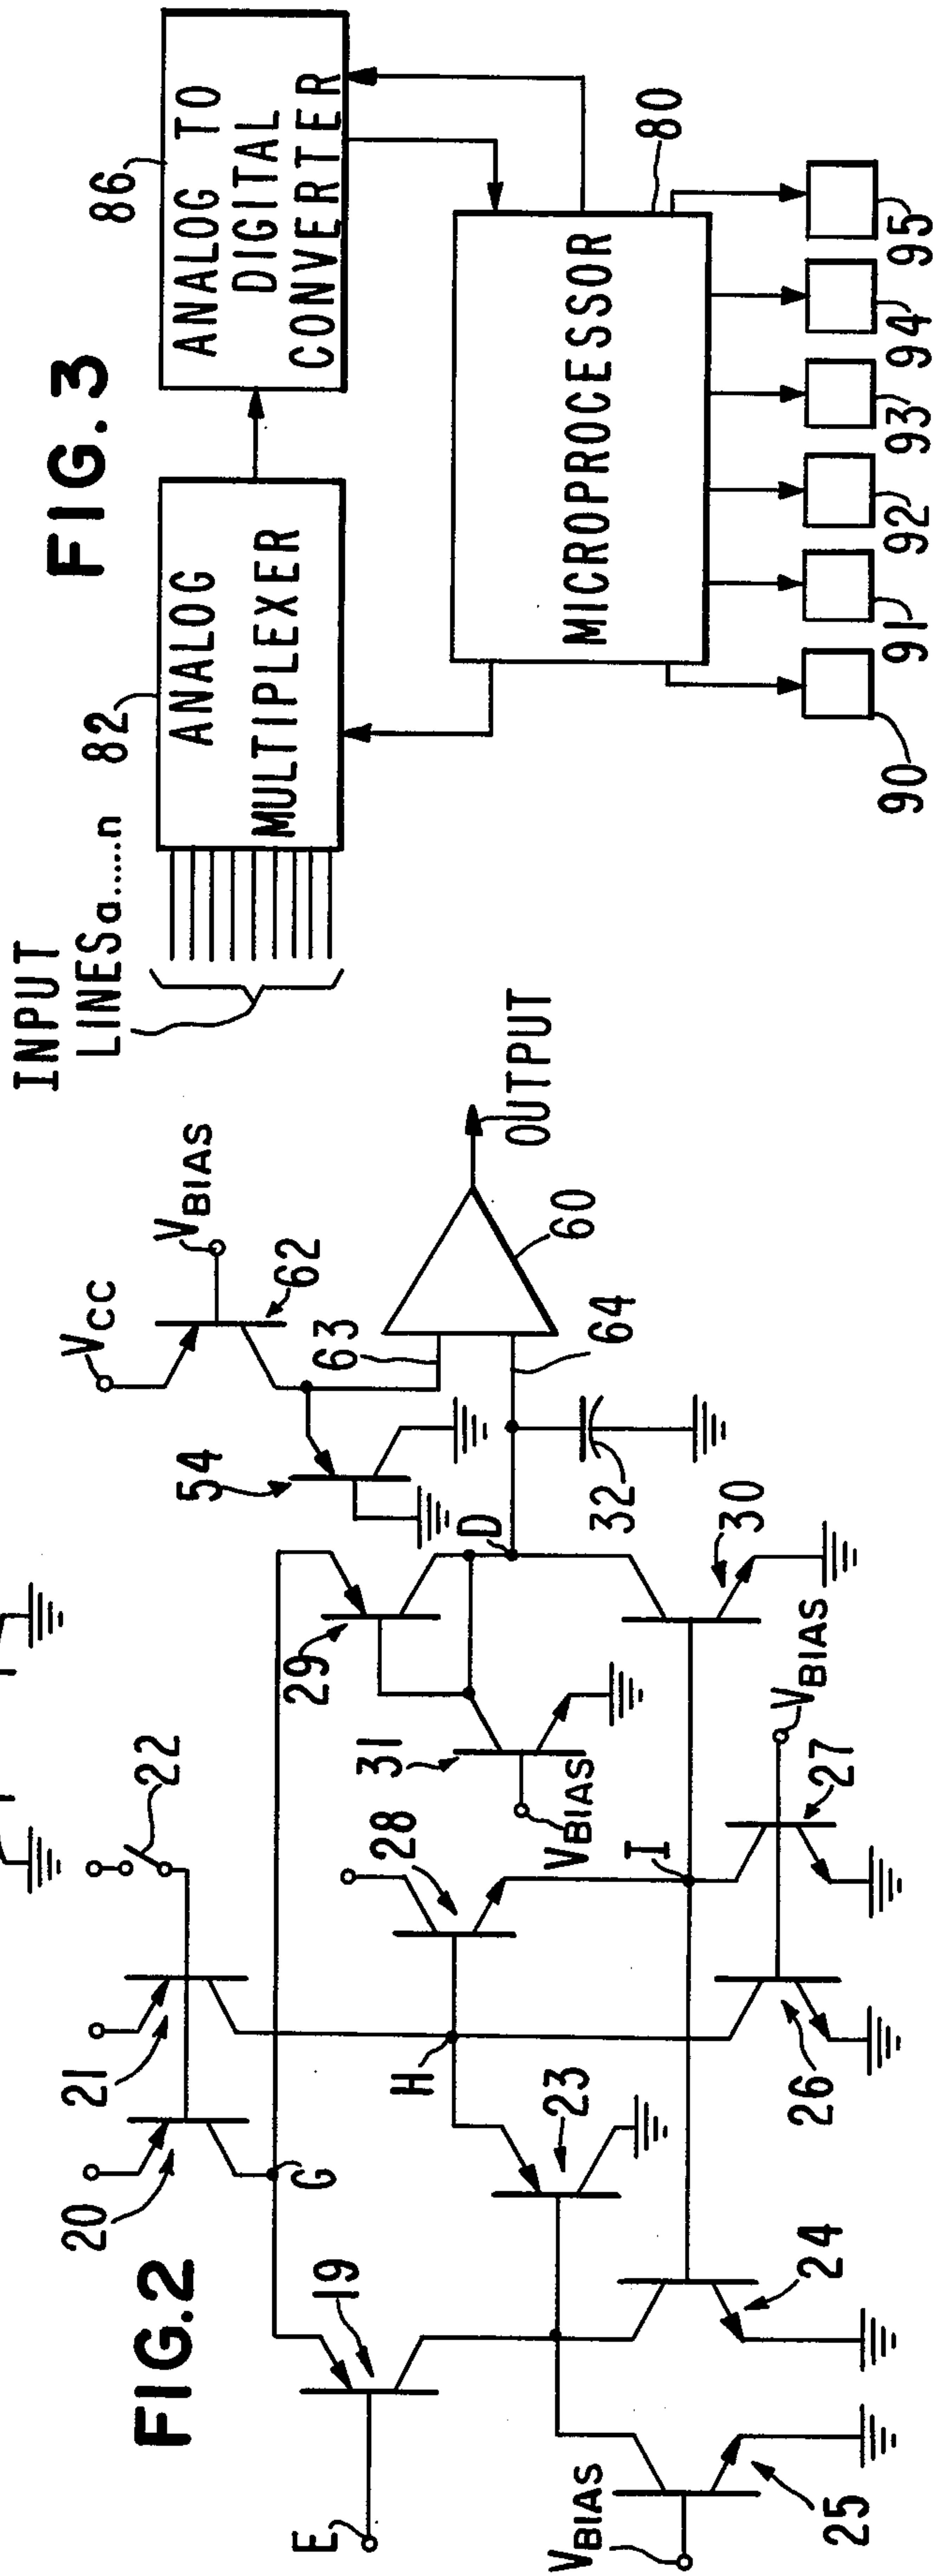 FIG.2
20
21
22
19
E
G
H
23
28
29
31
54
VCC
VBIAS
62
63
D
64
60
OUTPUT
32
30
VBIAS
I
VBIAS
27
26
24
25
VBIAS
FIG. 3
INPUT
LINES a.....n
82
ANALOG
MULTIPLEXER
86
ANALOG TO
DIGITAL
CONVERTER
MICROPROCESSOR
80
90
91
92
93
94
95